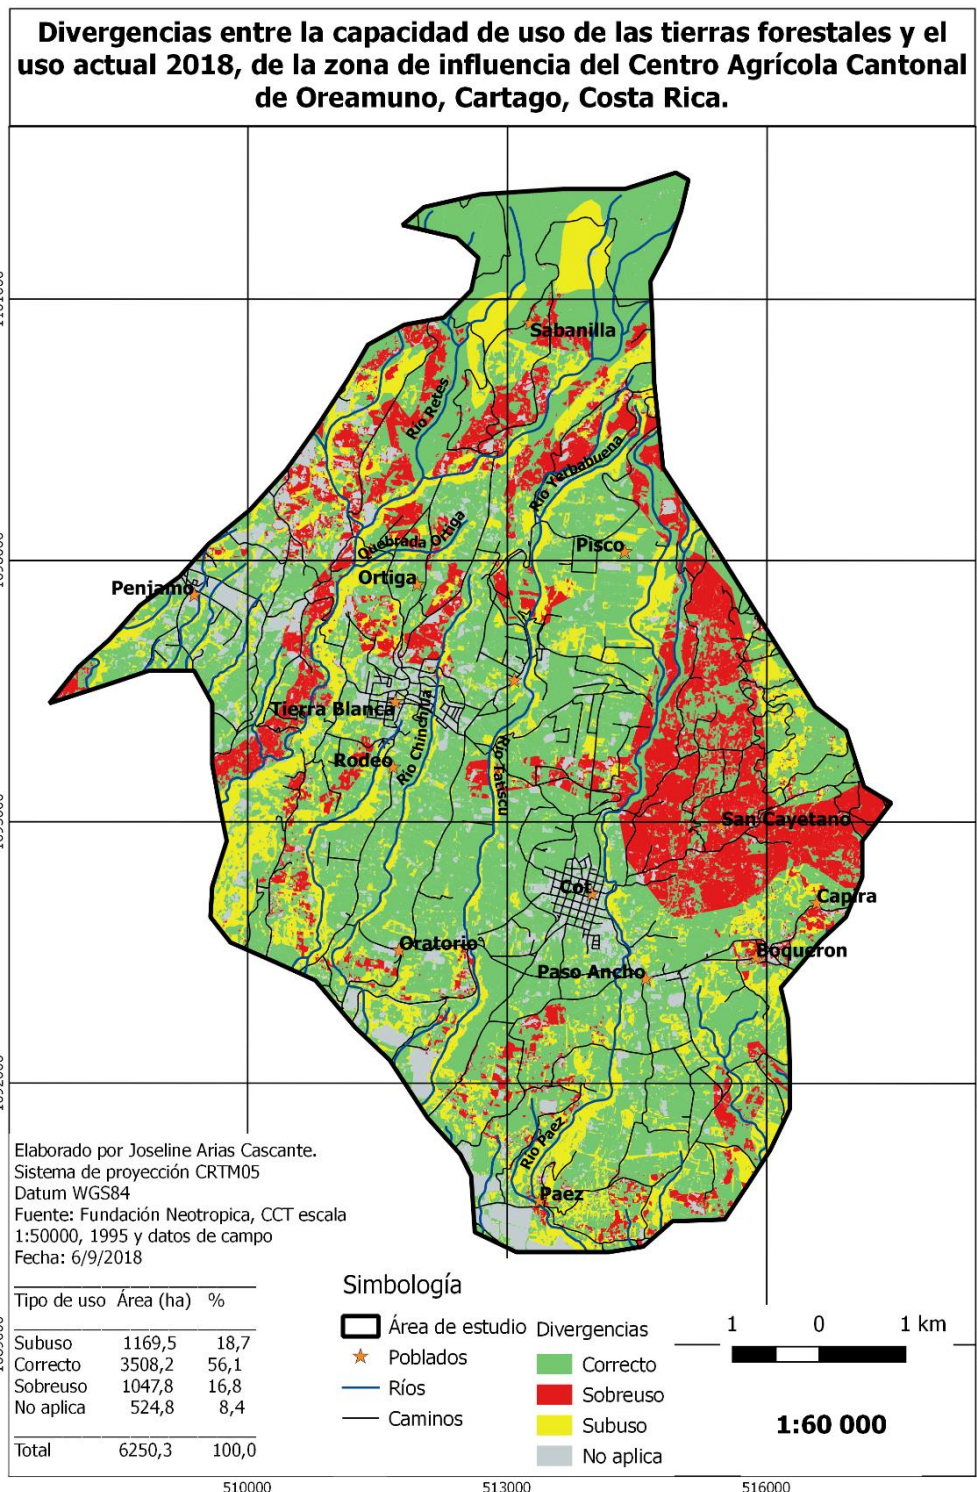 Divergencias entre la capacidad de uso de las tierras forestales y el
uso actual 2018, de la zona de influencia del Centro Agrícola Cantonal
de Oreamuno, Cartago, Costa Rica.
Sabanilla
Río Retes
Río Yerbabuena
Quebrada Ortiga
Pisco
Ortiga
Penjamo
Tierra Blanca
Río Chinchilla
Rodeo
Río Tatiscu
San Cayetano
Cot
Capira
Oratorio
Boqueron
Paso Ancho
Río Paez
Paez
Elaborado por Joseline Arias Cascante.
Sistema de proyección CRTM05
Datum WGS84
Fuente: Fundación Neotropica, CCT escala
1:50000, 1995 y datos de campo
Fecha: 6/9/2018
Tipo de uso Área (ha) %
Subuso 1169,5 18,7
Correcto 3508,2 56,1
Sobreuso 1047,8 16,8
No aplica 524,8 8,4
Total 6250,3 100,0
Simbología
Área de estudio
Poblados
Ríos
Caminos
Divergencias
Correcto
Sobreuso
Subuso
No aplica
1 0 1 km
1:60 000
510000 513000 516000